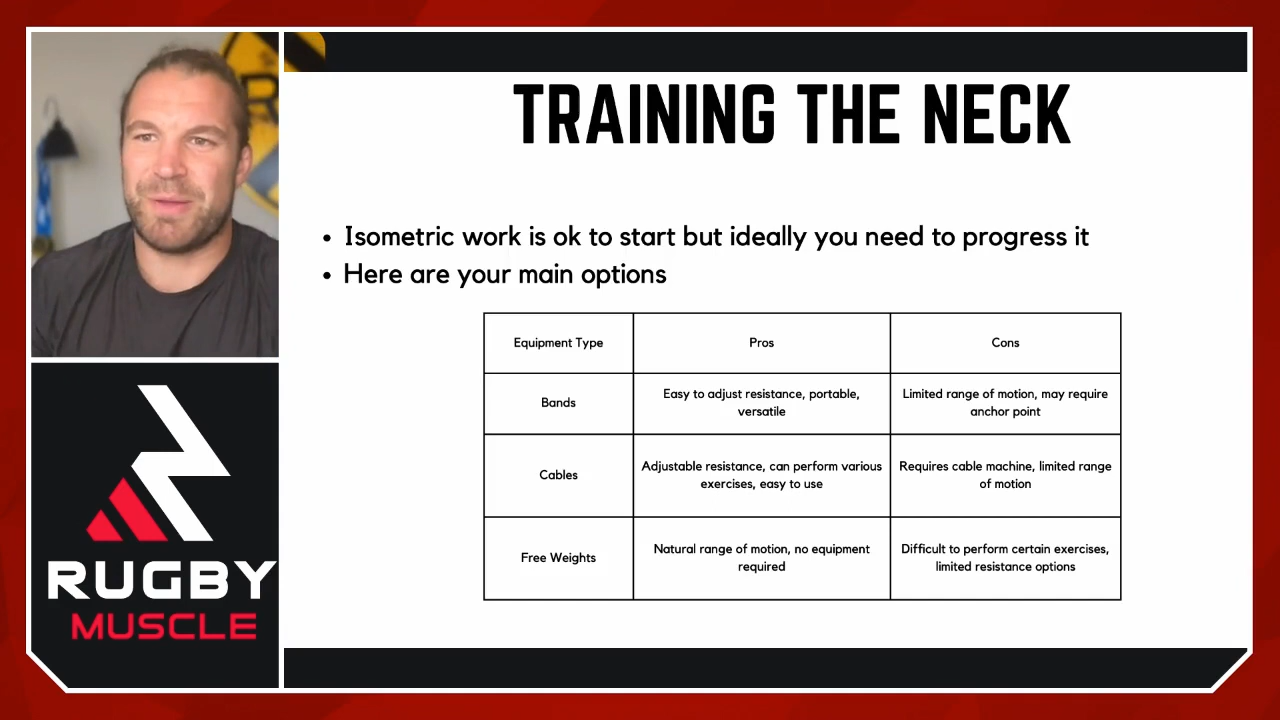 TRAINING THE NECK
• Isometric work is ok to start but ideally you need to progress it
• Here are your main options
Equipment Type
Pros
Cons
Bands
Easy to adjust resistance, portable,
versatile
Limited range of motion, may require
anchor point
Cables
Adjustable resistance, can perform various
exercises, easy to use
Requires cable machine, limited range
of motion
Free Weights
Natural range of motion, no equipment
required
Difficult to perform certain exercises,
limited resistance options
RUGBY
MUSCLE